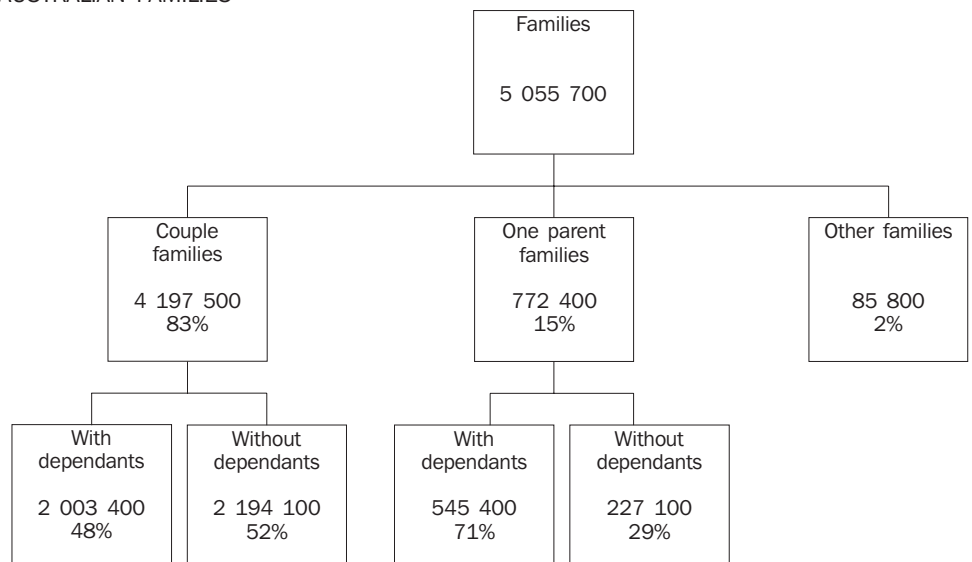 AUSTRALIAN FAMILIES
Families
5 055 700
Couple
families
4 197 500
83%
One parent
families
772 400
15%
Other families
85 800
2%
With
dependants
2 003 400
48%
Without
dependants
2 194 100
52%
With
dependants
545 400
71%
Without
dependants
227 100
29%